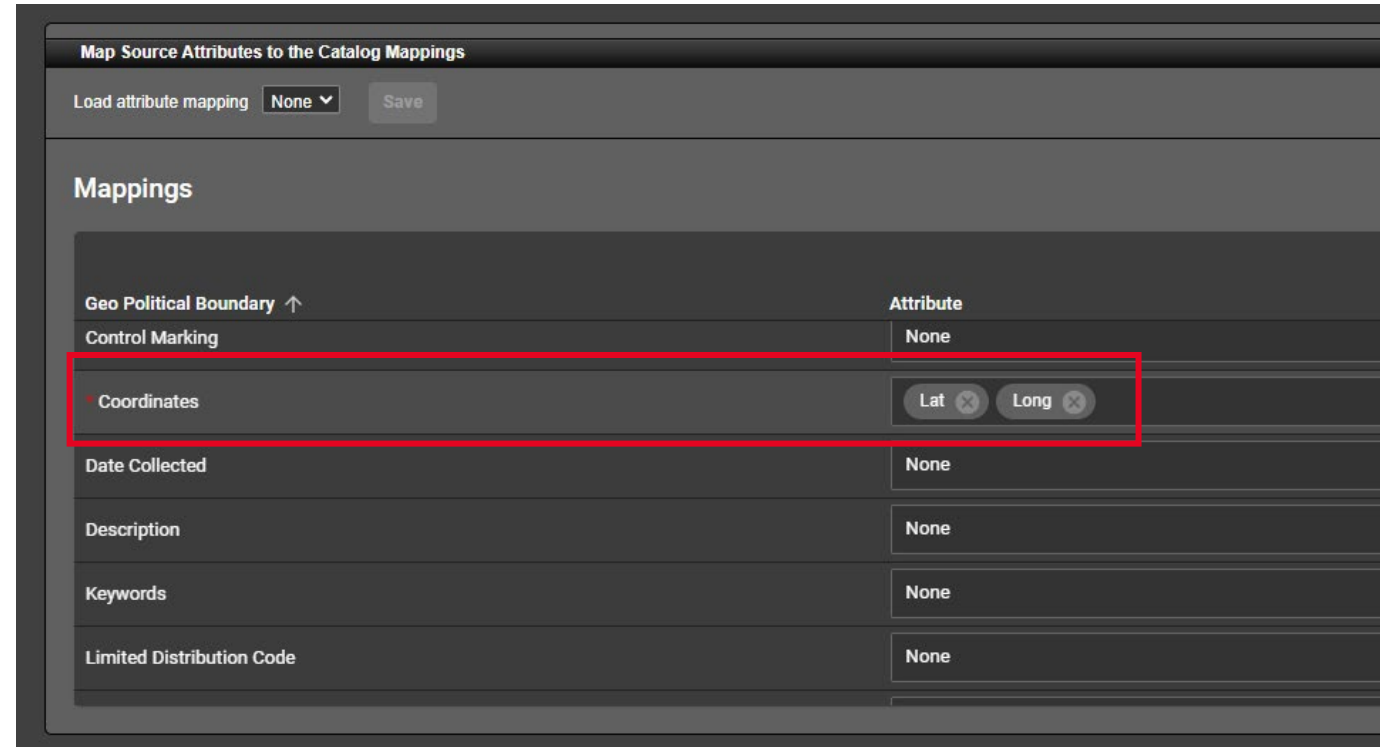 Map Source Attributes to the Catalog Mappings
Load attribute mapping None Save
Mappings
Geo Political Boundary ↑ Attribute
Control Marking None
* Coordinates Lat Long
Date Collected None
Description None
Keywords None
Limited Distribution Code None